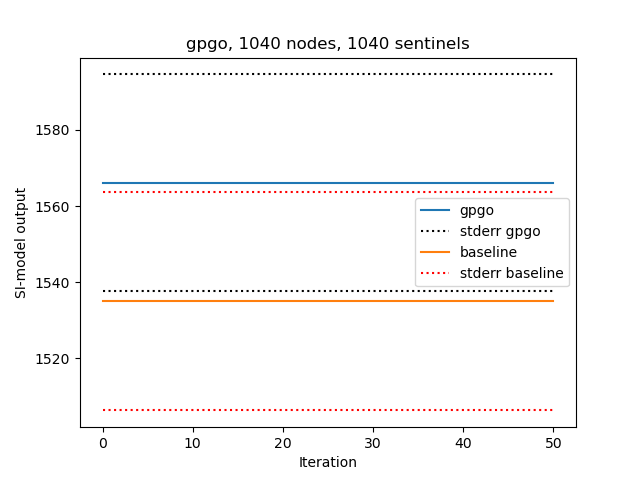 gpgo, 1040 nodes, 1040 sentinels
SI-model output
1580
1560
1540
1520
gpgo
stderr gpgo
baseline
stderr baseline
0 10 20 30 40 50
Iteration